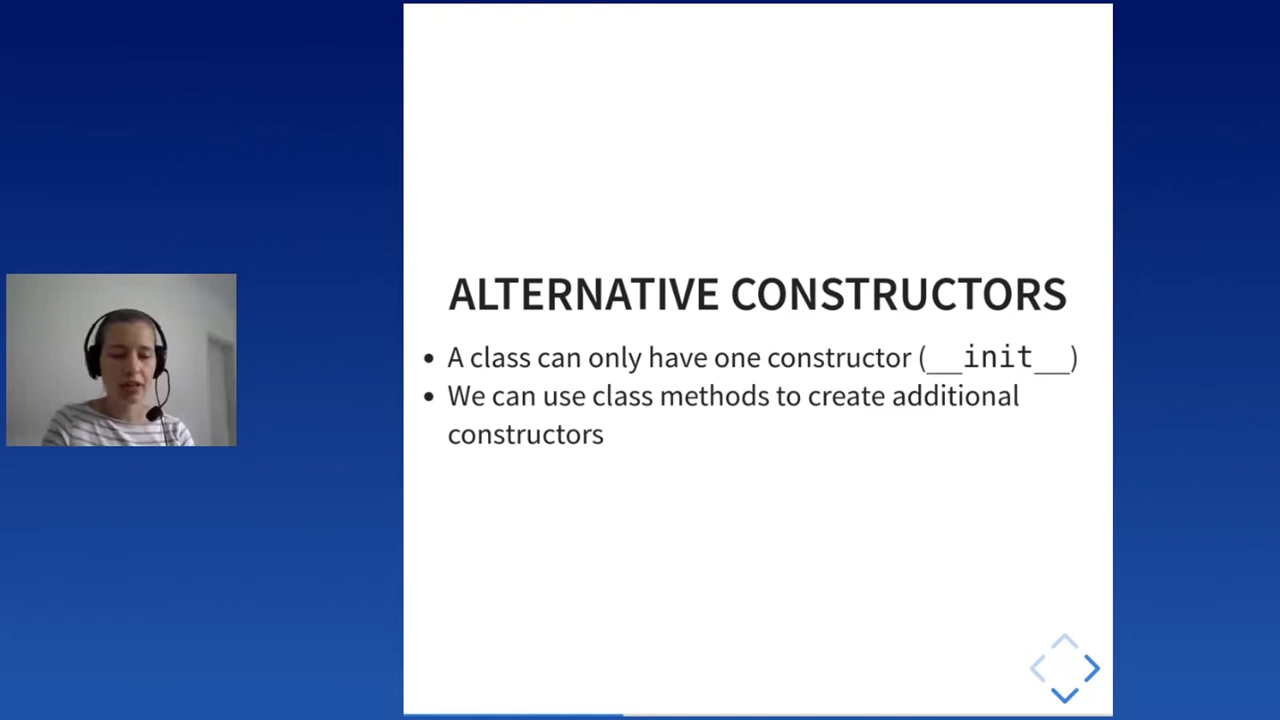 ALTERNATIVE CONSTRUCTORS
• A class can only have one constructor (__init__)
• We can use class methods to create additional
constructors